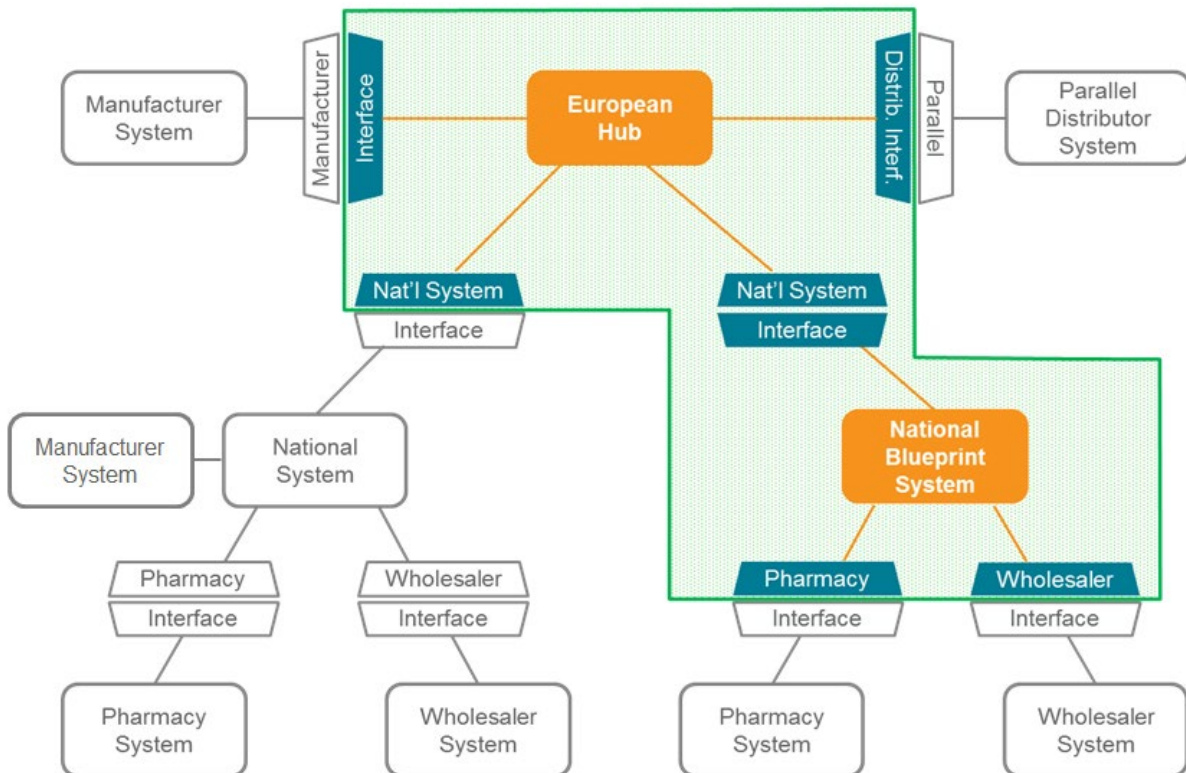 Manufacturer
System
Manufacturer
Interface
European
Hub
Distrib. Interf.
Parallel
Parallel
Distributor
System
Nat'l System
Interface
Nat'l System
Interface
Manufacturer
System
National
System
National
Blueprint
System
Pharmacy
Interface
Wholesaler
Interface
Pharmacy
Interface
Wholesaler
Interface
Pharmacy
System
Wholesaler
System
Pharmacy
System
Wholesaler
System